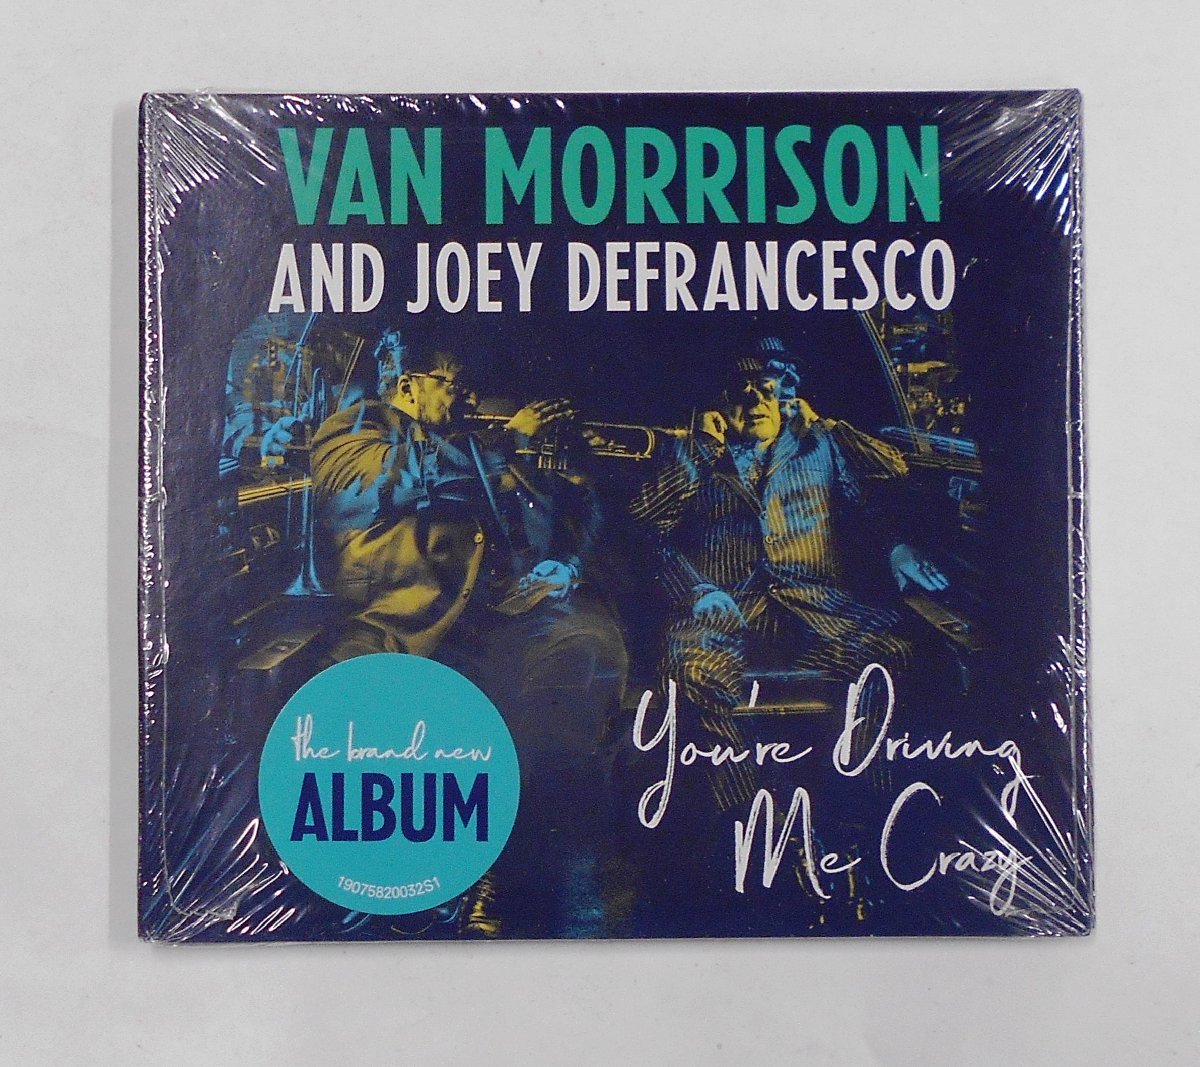 VAN MORRISON
AND JOEY DEFRANCESCO
the brand new
ALBUM
19075820032S1
You're Driving
Me Crazy